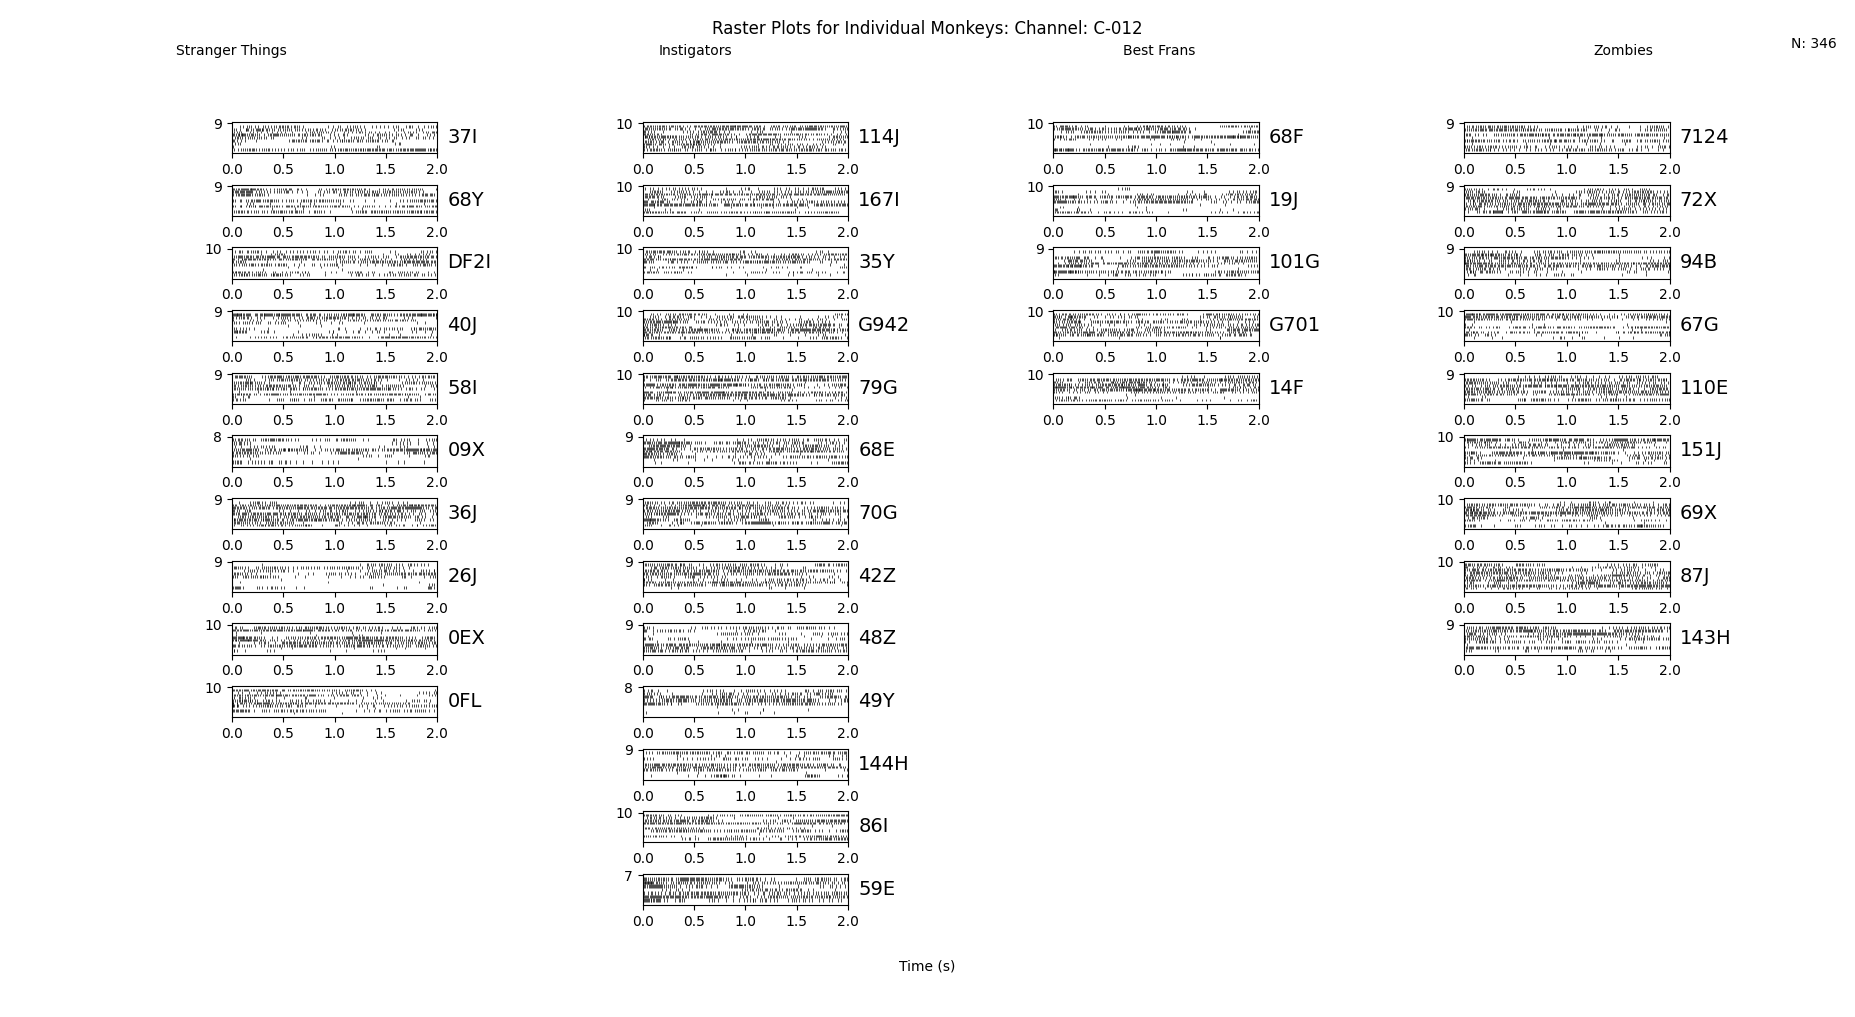 Raster Plots for Individual Monkeys: Channel: C-012
Stranger Things Instigators Best Frans Zombies N: 346
9 37I 10 114J 10 68F 9 7124
0.0 0.5 1.0 1.5 2.0 0.0 0.5 1.0 1.5 2.0 0.0 0.5 1.0 1.5 2.0 0.0 0.5 1.0 1.5 2.0
9 68Y 10 167I 10 19J 9 72X
0.0 0.5 1.0 1.5 2.0 0.0 0.5 1.0 1.5 2.0 0.0 0.5 1.0 1.5 2.0 0.0 0.5 1.0 1.5 2.0
10 DF2I 10 35Y 9 101G 9 94B
0.0 0.5 1.0 1.5 2.0 0.0 0.5 1.0 1.5 2.0 0.0 0.5 1.0 1.5 2.0 0.0 0.5 1.0 1.5 2.0
9 40J 10 G942 10 G701 10 67G
0.0 0.5 1.0 1.5 2.0 0.0 0.5 1.0 1.5 2.0 0.0 0.5 1.0 1.5 2.0 0.0 0.5 1.0 1.5 2.0
9 58I 10 79G 10 14F 9 110E
0.0 0.5 1.0 1.5 2.0 0.0 0.5 1.0 1.5 2.0 0.0 0.5 1.0 1.5 2.0 0.0 0.5 1.0 1.5 2.0
8 09X 9 68E 10 151J
0.0 0.5 1.0 1.5 2.0 0.0 0.5 1.0 1.5 2.0 0.0 0.5 1.0 1.5 2.0
9 36J 9 70G 10 69X
0.0 0.5 1.0 1.5 2.0 0.0 0.5 1.0 1.5 2.0 0.0 0.5 1.0 1.5 2.0
9 26J 9 42Z 10 87J
0.0 0.5 1.0 1.5 2.0 0.0 0.5 1.0 1.5 2.0 0.0 0.5 1.0 1.5 2.0
10 0EX 9 48Z 9 143H
0.0 0.5 1.0 1.5 2.0 0.0 0.5 1.0 1.5 2.0 0.0 0.5 1.0 1.5 2.0
10 0FL 8 49Y
0.0 0.5 1.0 1.5 2.0 0.0 0.5 1.0 1.5 2.0
9 144H
0.0 0.5 1.0 1.5 2.0
10 86I
0.0 0.5 1.0 1.5 2.0
7 59E
0.0 0.5 1.0 1.5 2.0
Time (s)